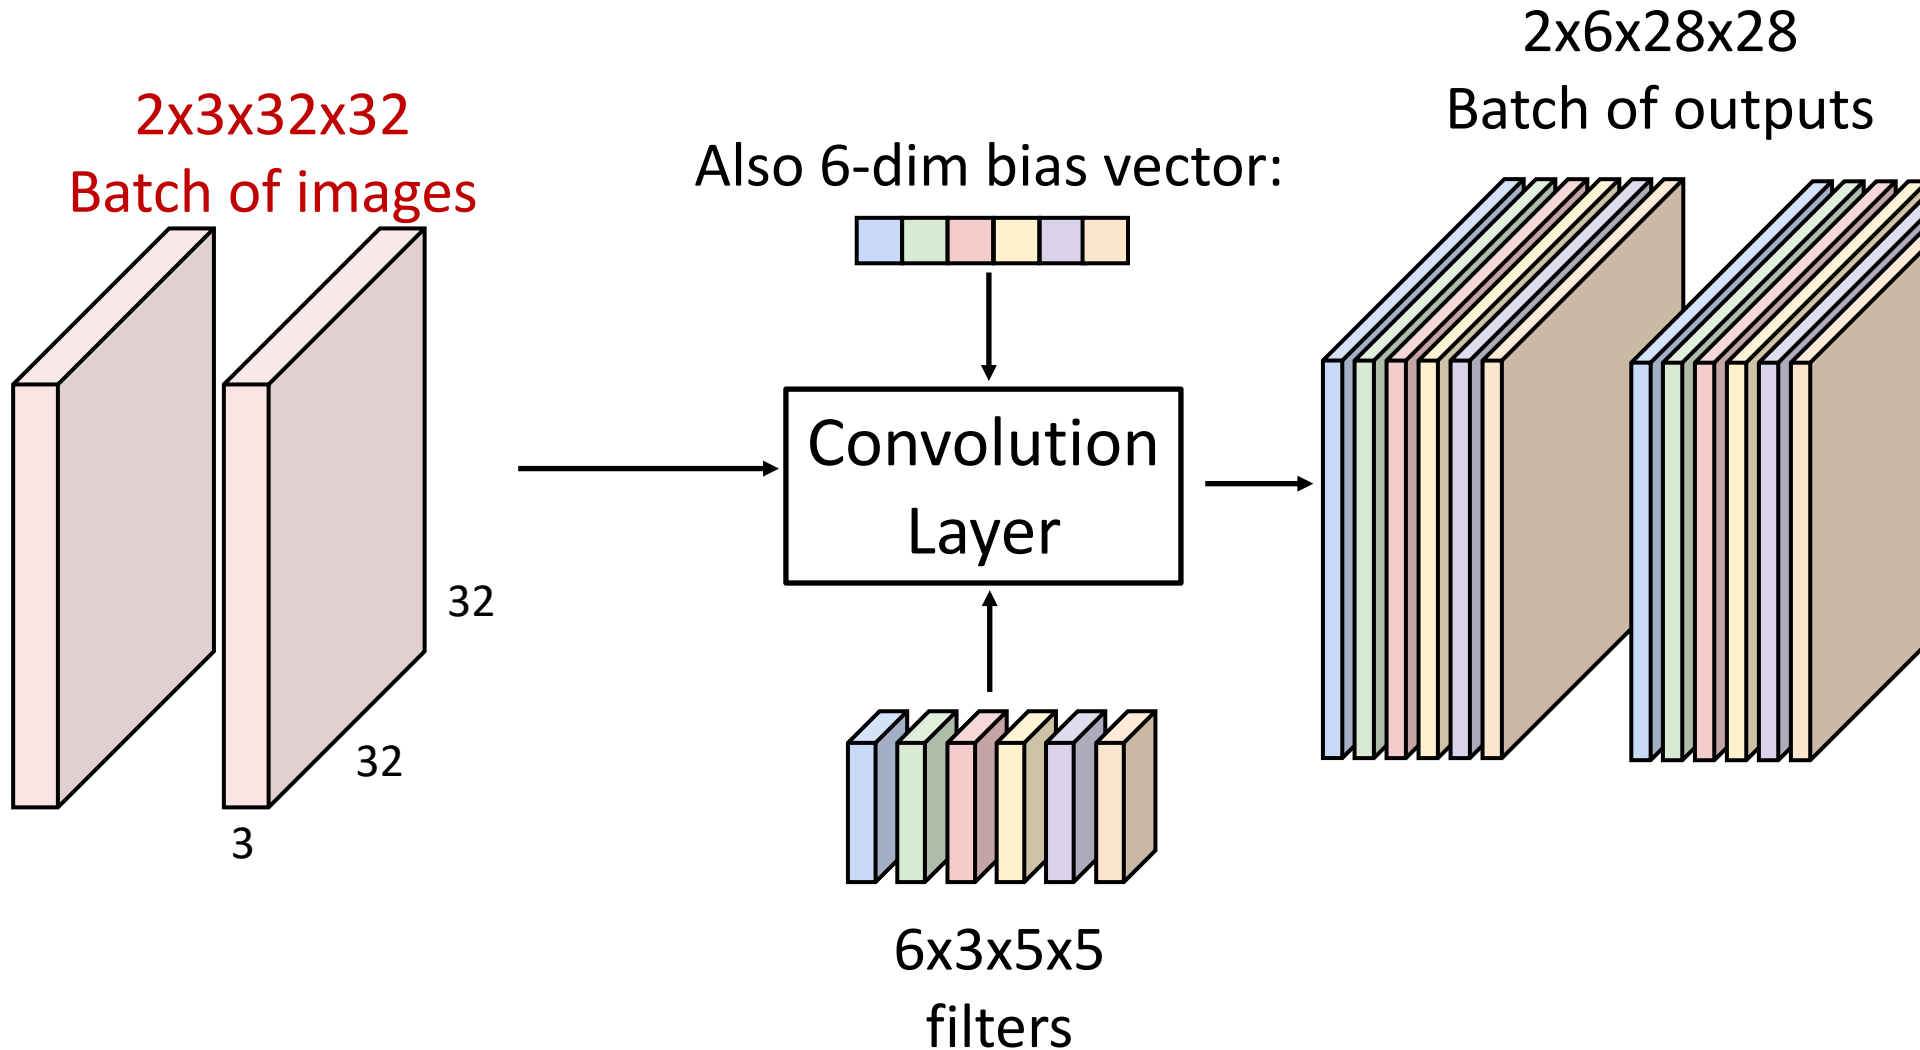 2x3x32x32
Batch of images
32
32
3
Also 6-dim bias vector:
Convolution
Layer
6x3x5x5
filters
2x6x28x28
Batch of outputs